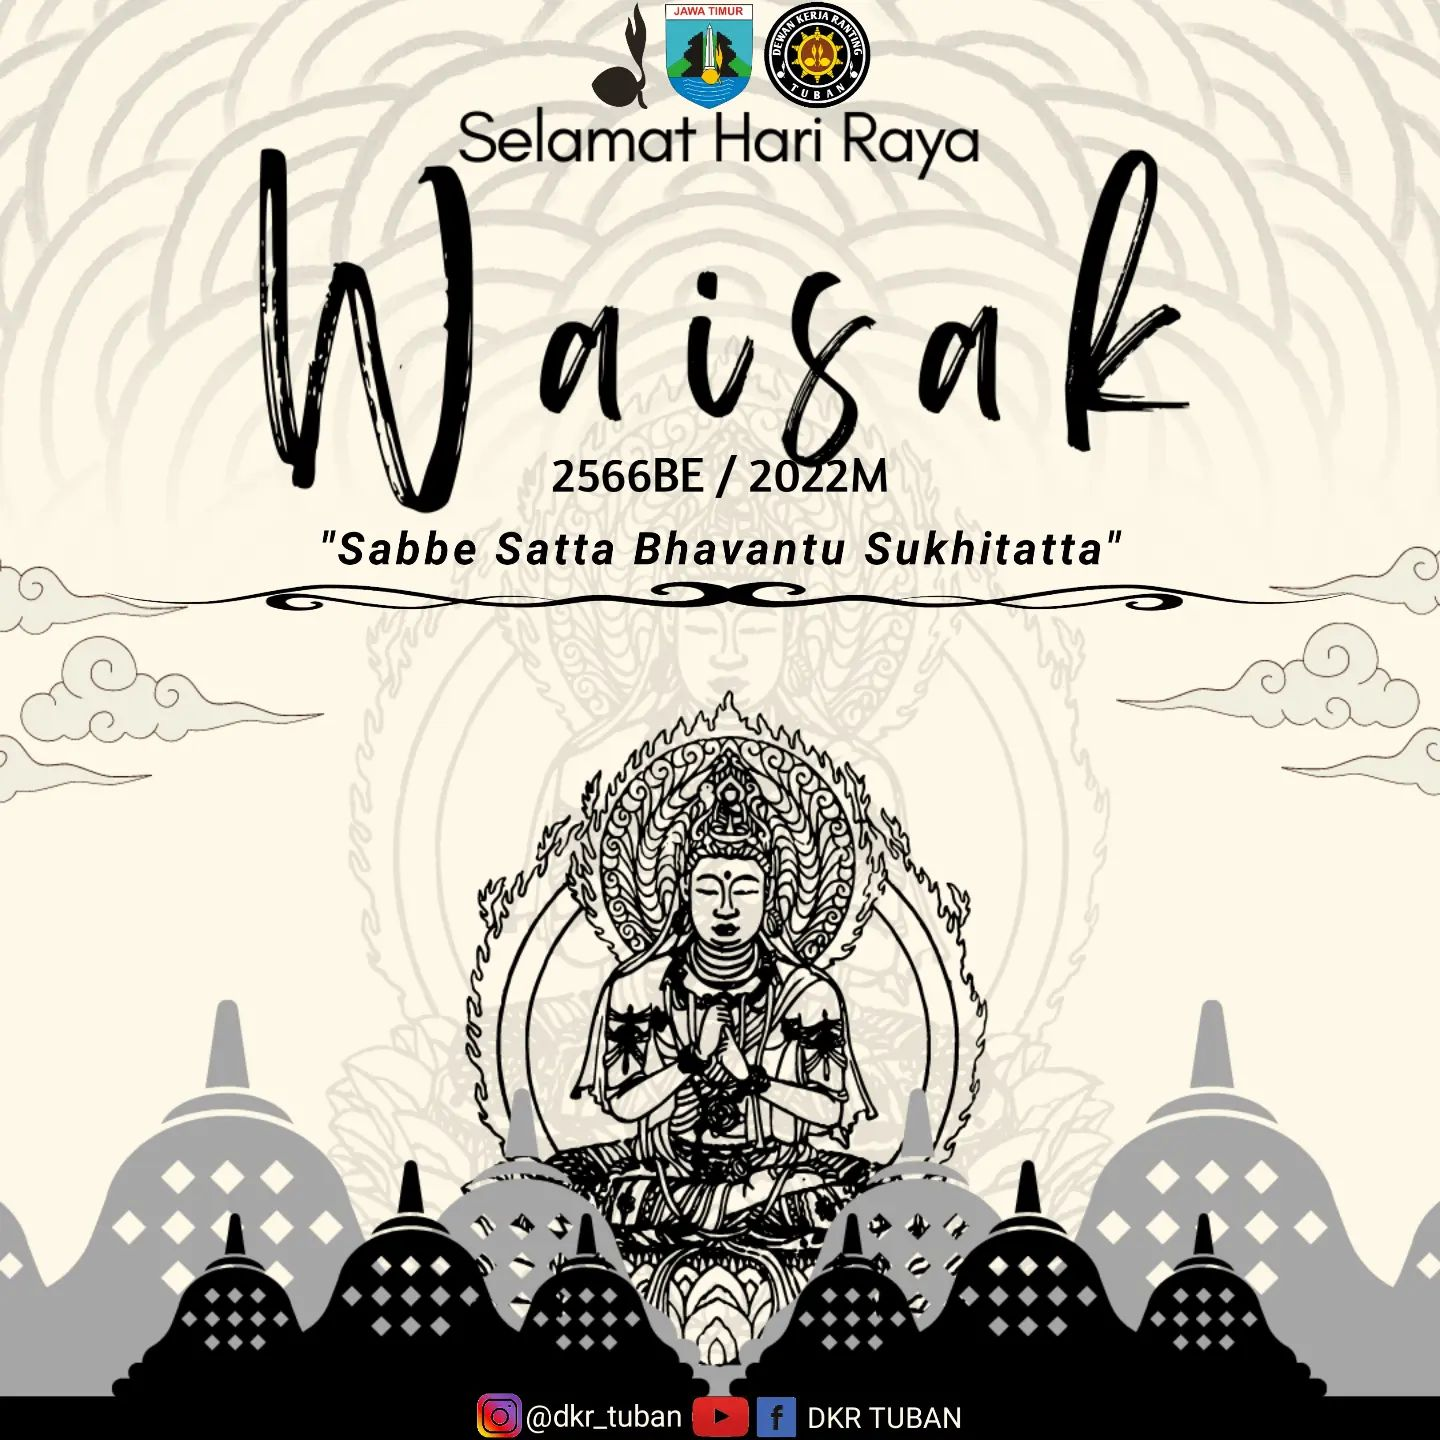 JAWA TIMUR
DEWAN KERJA RANTING
TUBAN
Selamat Hari Raya
Waisak
2566BE / 2022M
"Sabbe Satta Bhavantu Sukhitatta"
@dkr_tuban DKR TUBAN